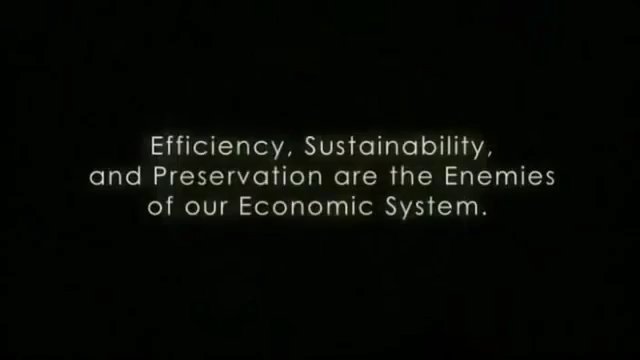 Efficiency, Sustainability,
and Preservation are the Enemies
of our Economic System.